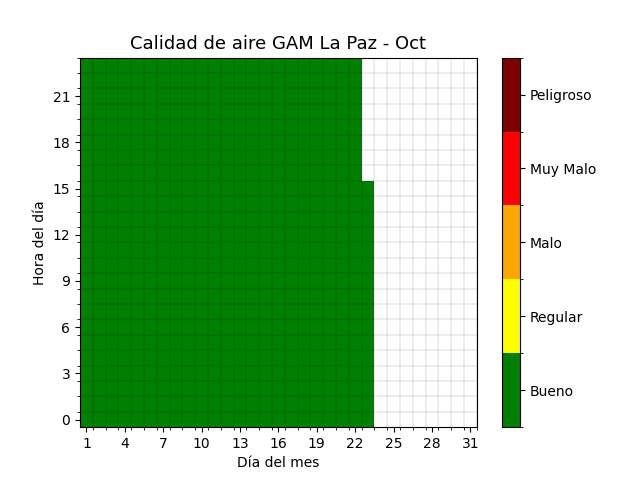 Calidad de aire GAM La Paz - Oct
21
18
15
12
9
6
3
0
Hora del día
1 4 7 10 13 16 19 22 25 28 31
Día del mes
Peligroso
Muy Malo
Malo
Regular
Bueno